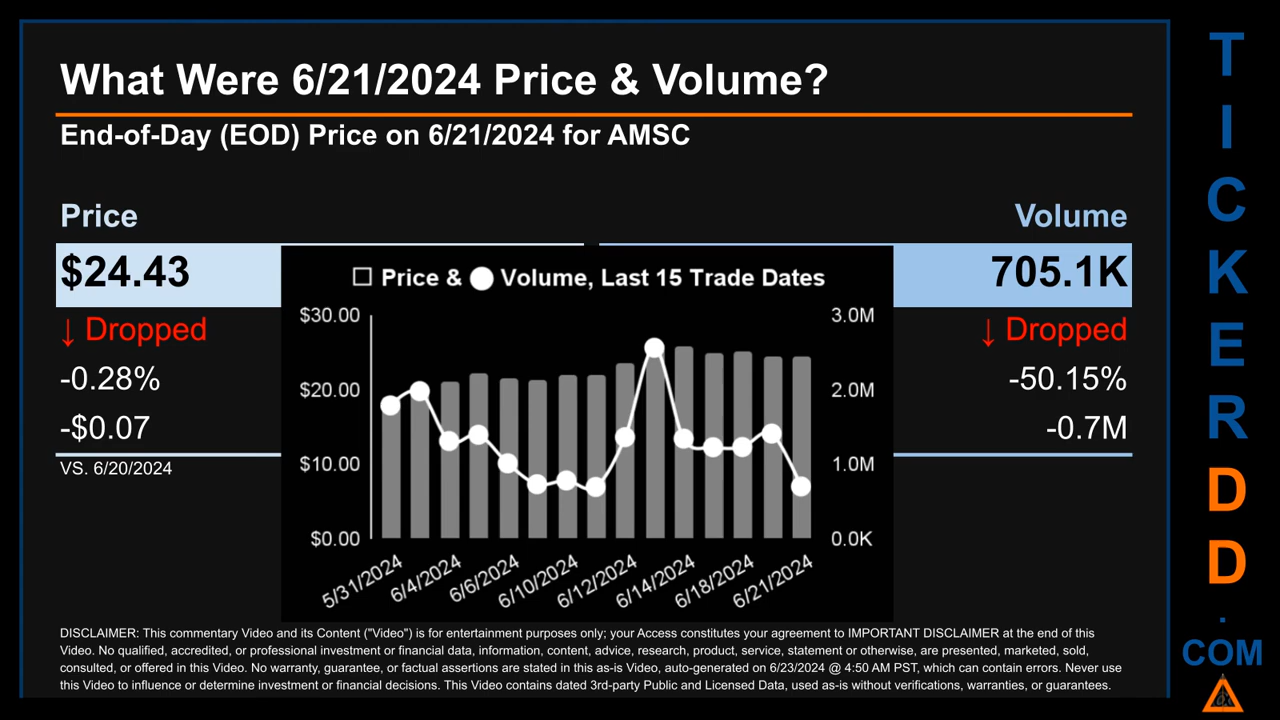 What Were 6/21/2024 Price & Volume?
End-of-Day (EOD) Price on 6/21/2024 for AMSC
Price
Volume
$24.43
705.1K
↓ Dropped
↓ Dropped
-0.28%
-50.15%
-$0.07
-0.7M
VS. 6/20/2024
Price & Volume, Last 15 Trade Dates
$30.00
3.0M
$20.00
2.0M
$10.00
1.0M
$0.00
0.0K
5/31/2024
6/4/2024
6/6/2024
6/10/2024
6/12/2024
6/14/2024
6/18/2024
6/21/2024
DISCLAIMER: This commentary Video and its Content ("Video") is for entertainment purposes only; your Access constitutes your agreement to IMPORTANT DISCLAIMER at the end of this
Video. No qualified, accredited, or professional investment or financial data, information, content, advice, research, product, service, statement or otherwise, are presented, marketed, sold,
consulted, or offered in this Video. No warranty, guarantee, or factual assertions are stated in this as-is Video, auto-generated on 6/23/2024 @ 4:50 AM PST, which can contain errors. Never use
this Video to influence or determine investment or financial decisions. This Video contains dated 3rd-party Public and Licensed Data, used as-is without verifications, warranties, or guarantees.
T
I
C
K
E
R
D
D
.
COM